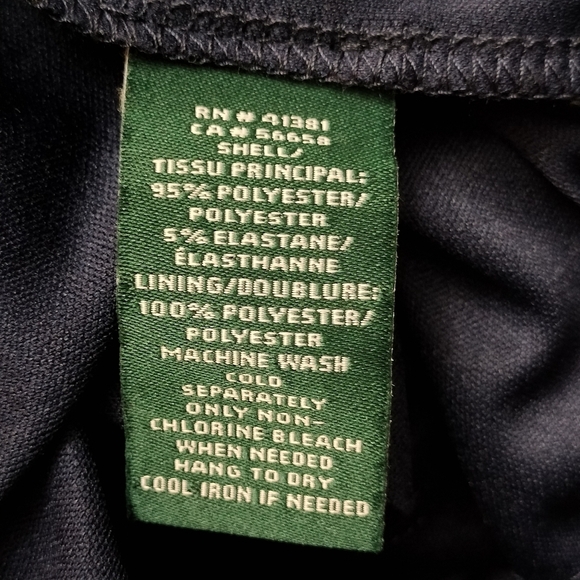 RN # 41381
CA # 56658
SHELL/
TISSU PRINCIPAL:
95% POLYESTER/
POLYESTER
5% ELASTANE/
ÉLASTHANNE
LINING/DOUBLURE:
100% POLYESTER/
POLYESTER
MACHINE WASH
COLD
SEPARATELY
ONLY NON-
CHLORINE BLEACH
WHEN NEEDED
HANG TO DRY
COOL IRON IF NEEDED